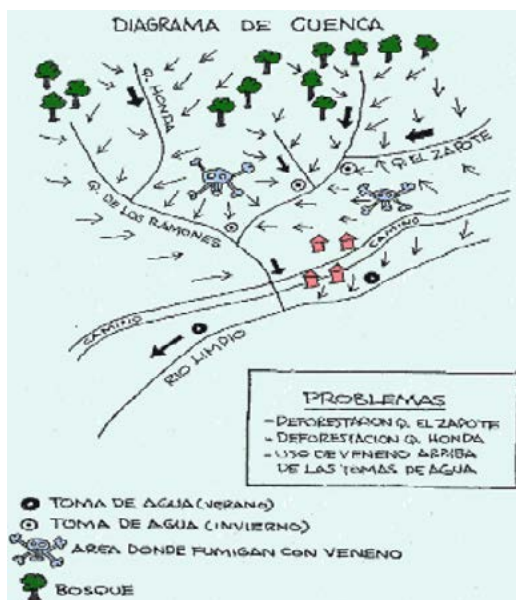 DIAGRAMA DE CUENCA
Q. HONDA
Q. EL ZAPOTE
Q. DE LOS RAMONES
CAMINO
CAMINO
RIO LIMPIO
PROBLEMAS
- DEFORESTACION Q. EL ZAPOTE
- DEFORESTACION Q. HONDA
- USO DE VENENO ARRIBA
DE LAS TOMAS DE AGUA
TOMA DE AGUA (VERANO)
TOMA DE AGUA (INVIERNO)
AREA DONDE FUMIGAN CON VENENO
BOSQUE